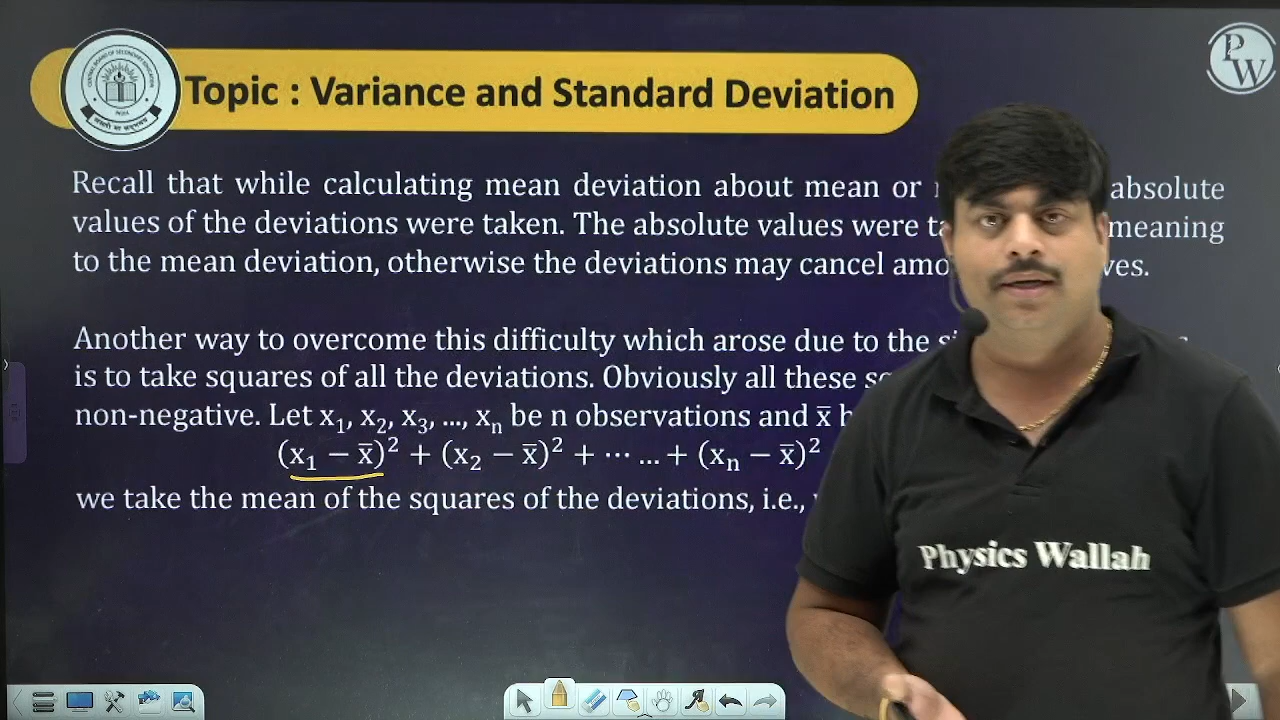 Topic : Variance and Standard Deviation
PW
Recall that while calculating mean deviation about mean or absolute
values of the deviations were taken. The absolute values were meaning
to the mean deviation, otherwise the deviations may cancel
Another way to overcome this difficulty which arose due to the
is to take squares of all the deviations. Obviously all these
non-negative. Let x₁, x₂, x₃, ..., xₙ be n observations and x̄
(x₁ − x̄)² + (x₂ − x̄)² + ⋯ ... + (xₙ − x̄)²
we take the mean of the squares of the deviations, i.e.,
Physics Wallah